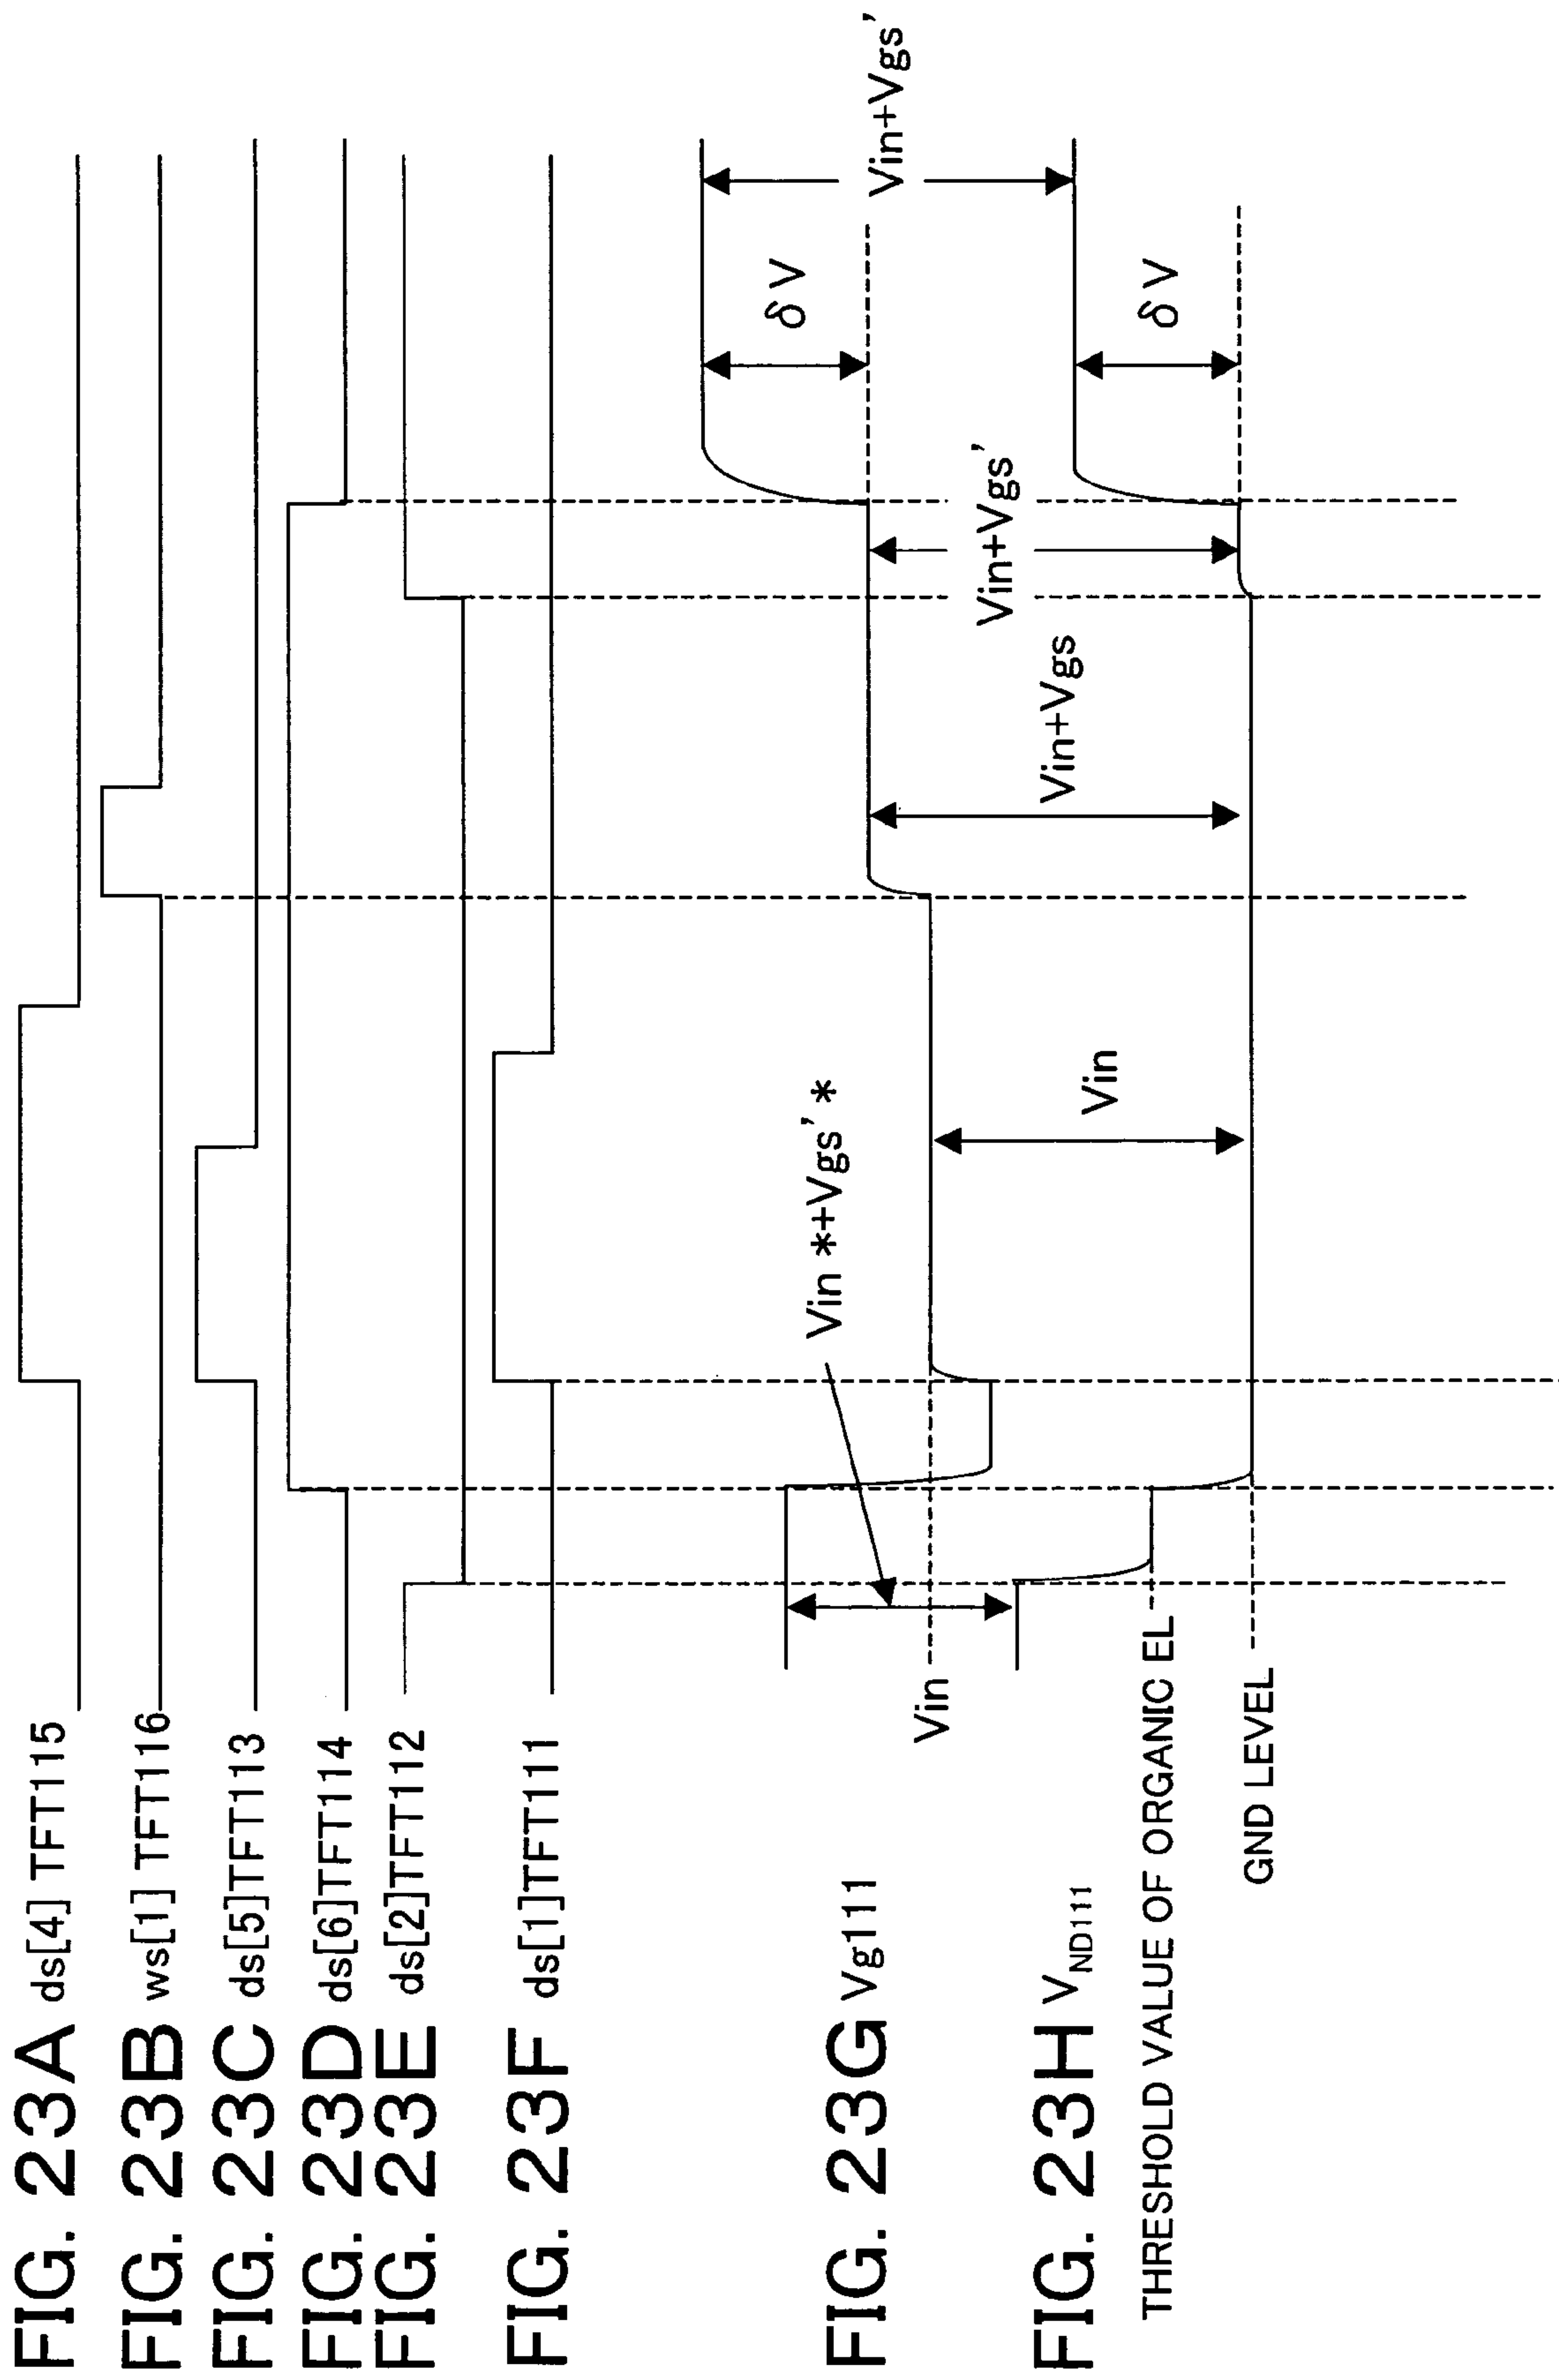 FIG. 23A ds[4] TFT115
FIG. 23B ws[1] TFT116
FIG. 23C ds[5]TFT113
FIG. 23D ds[6]TFT114
FIG. 23E ds[2]TFT112
FIG. 23F ds[1]TFT111
FIG. 23G Vg111
Vin
Vin *+Vgs' *
Vin
Vin+Vgs
Vin+Vgs'
δV
Vin+Vgs'
δV
FIG. 23H VND111
THRESHOLD VALUE OF ORGANIC EL
GND LEVEL